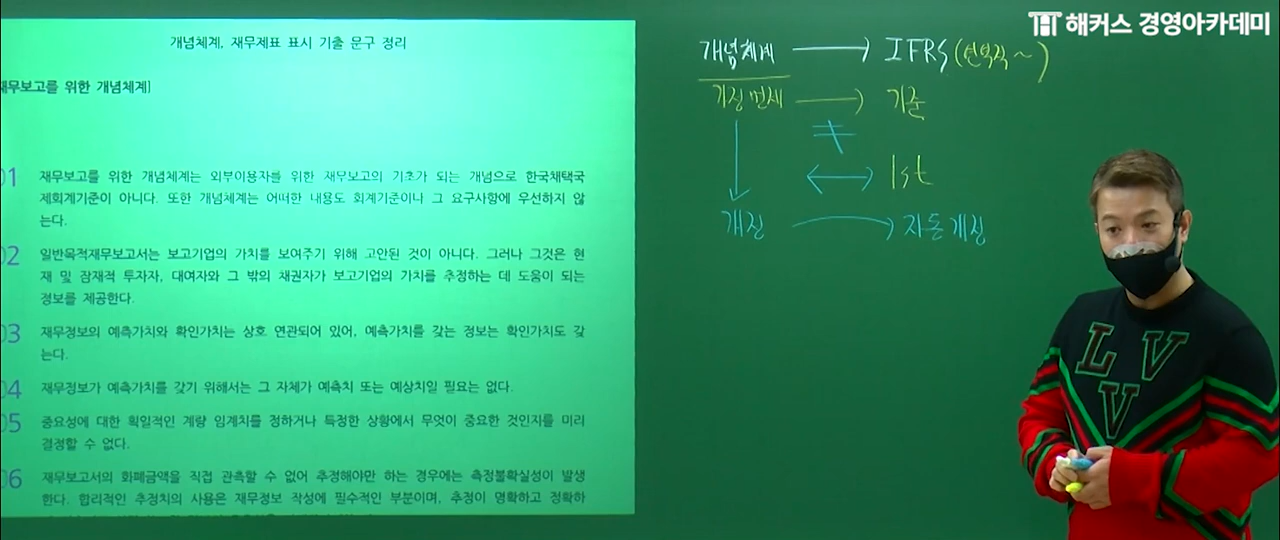 해커스 경영아카데미
개념체계, 재무제표 표시 기출 문구 정리
재무보고를 위한 개념체계]
01 재무보고를 위한 개념체계는 외부이용자를 위한 재무보고의 기초가 되는 개념으로 한국채택국
제회계기준이 아니다. 또한 개념체계는 어떠한 내용도 회계기준이나 그 요구사항에 우선하지 않
는다.
02 일반목적재무보고서는 보고기업의 가치를 보여주기 위해 고안된 것이 아니다. 그러나 그것은 현
재 및 잠재적 투자자, 대여자와 그 밖의 채권자가 보고기업의 가치를 추정하는 데 도움이 되는
정보를 제공한다.
03 재무정보의 예측가치와 확인가치는 상호 연관되어 있어, 예측가치를 갖는 정보는 확인가치도 갖
는다.
04 재무정보가 예측가치를 갖기 위해서는 그 자체가 예측치 또는 예상치일 필요는 없다.
05 중요성에 대한 획일적인 계량 임계치를 정하거나 특정한 상황에서 무엇이 중요한 것인지를 미리
결정할 수 없다.
06 재무보고서의 화폐금액을 직접 관측할 수 없어 추정해야만 하는 경우에는 측정불확실성이 발생
한다. 합리적인 추정치의 사용은 재무정보 작성에 필수적인 부분이며, 추정이 명확하고 정확하
개념체계 → IFRS
→ 기준
≠
↔ 1st
개정 → 자동개정
LV
V